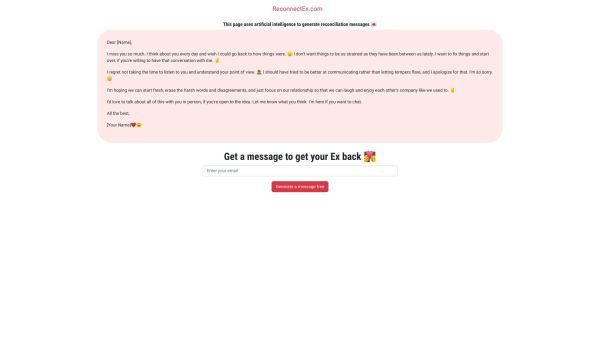 ReconnectEx.com
This page uses artificial intelligence to generate reconciliation messages 💌
Dear [Name],
I miss you so much. I think about you every day and wish I could go back to how things were. 😔 I don't want things to be as strained as they have been between us lately. I want to fix things and start
over, if you're willing to have that conversation with me. ✌️
I regret not taking the time to listen to you and understand your point of view. 🙇‍♂️ I should have tried to be better at communicating rather than letting tempers flare, and I apologize for that. I'm so sorry.
😔
I'm hoping we can start fresh, erase the harsh words and disagreements, and just focus on our relationship so that we can laugh and enjoy each other's company like we used to. ✌️
I'd love to talk about all of this with you in person, if you're open to the idea. Let me know what you think. I'm here if you want to chat.
All the best,
[Your Name]❤️😊
Get a message to get your Ex back 💏
Enter your email
Generate a message free